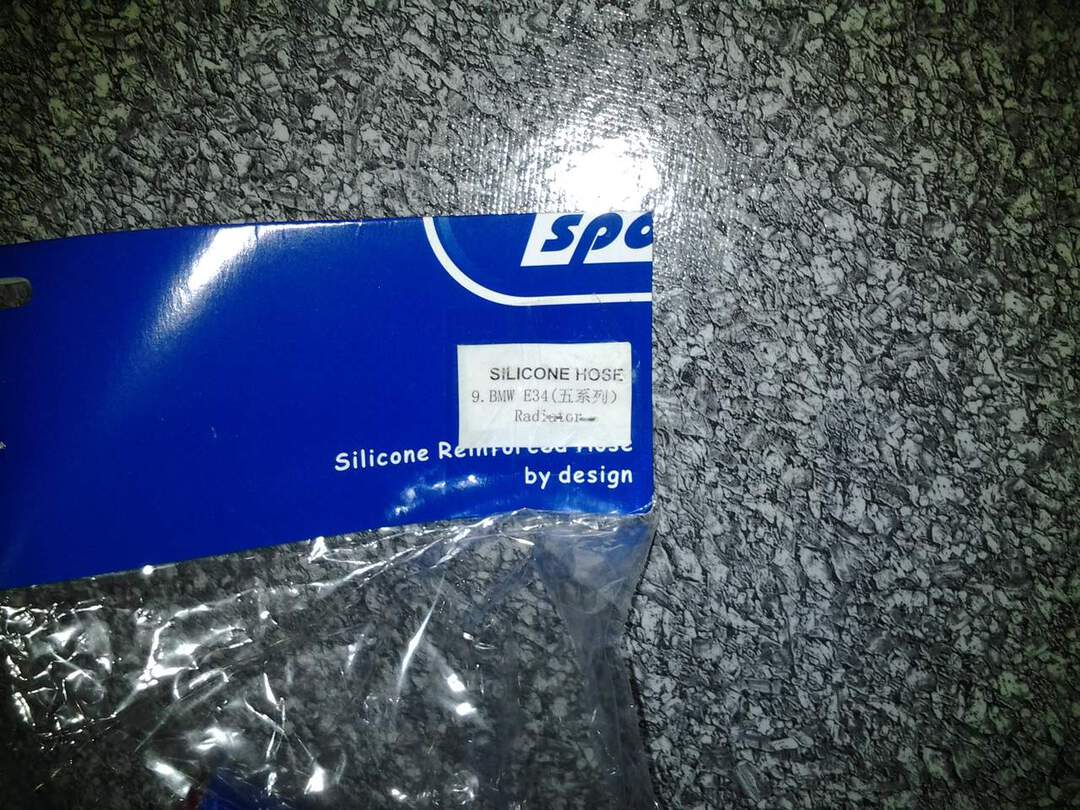 spo
SILICONE HOSE
9.BMW E34(五系列)
Radiator
Silicone Reinforced Hose
by design